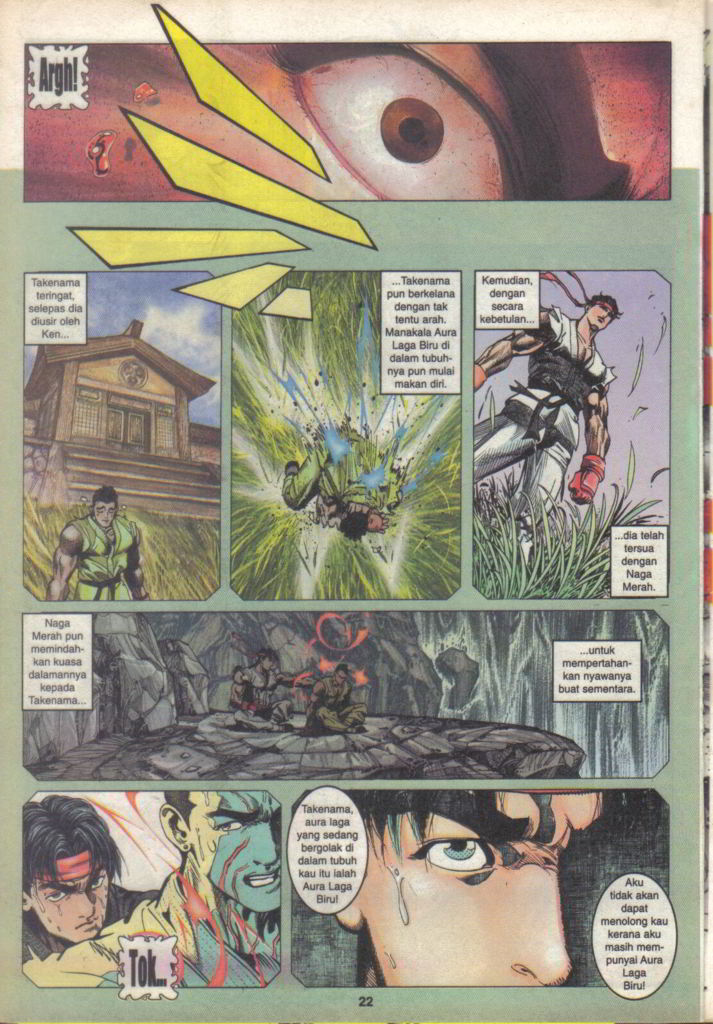 Argh!
Takenama
teringat,
selepas dia
diusir oleh
Ken...
...Takenama
pun berkelana
dengan tak
tentu arah.
Manakala Aura
Laga Biru di
dalam tubuh-
nya pun mulai
makan diri.
Kemudian,
dengan
secara
kebetulan...
...dia telah
tersua
dengan
Naga
Merah.
Naga
Merah pun
memindah-
kan kuasa
dalamannya
kepada
Takenama...
...untuk
mempertahan-
kan nyawanya
buat sementara.
Tok...
Takenama,
aura laga
yang sedang
bergolak di
dalam tubuh
kau itu ialah
Aura Laga
Biru!
Aku
tidak akan
dapat
menolong kau
kerana aku
masih mem-
punyai Aura
Laga
Biru!
22